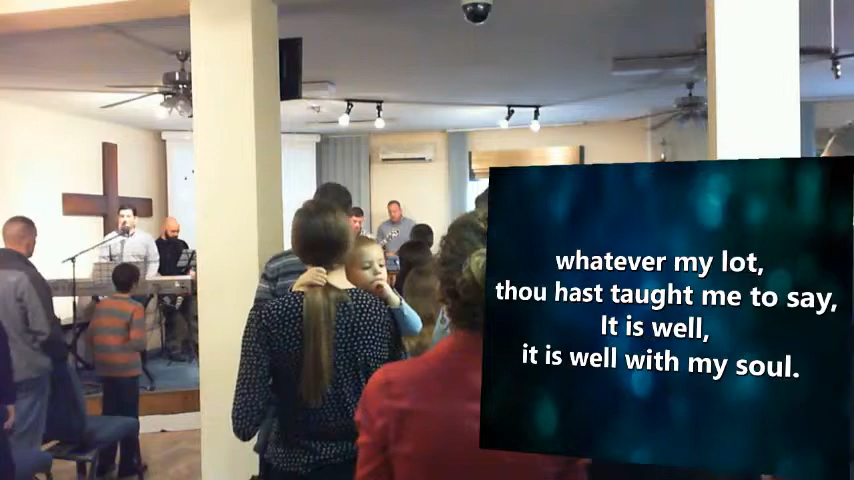 whatever my lot,
thou hast taught me to say,
It is well,
it is well with my soul.